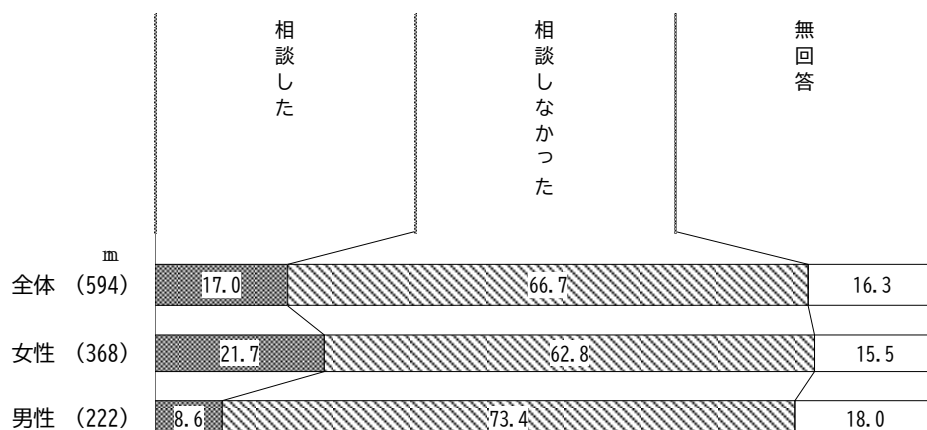 相談した
相談しなかった
無回答
m
全体 (594) 17.0 66.7 16.3
女性 (368) 21.7 62.8 15.5
男性 (222) 8.6 73.4 18.0